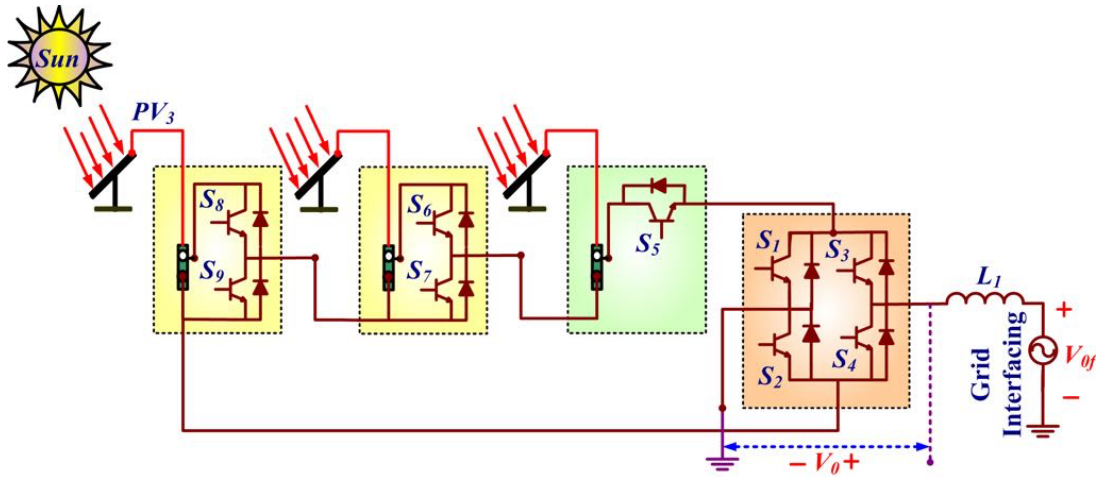 Sun
PV3
S8
S9
S6
S7
S5
S1
S3
S2
S4
L1
+
V0f
−
Grid
Interfacing
− V0 +